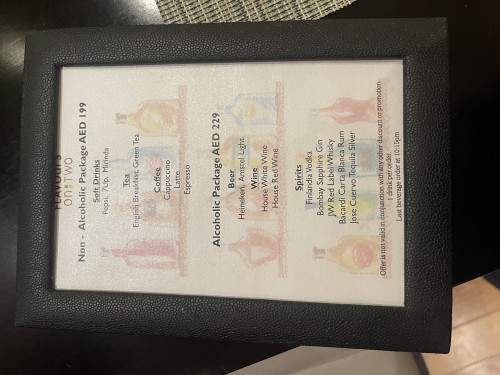 FLAVOURS
ON TWO
Non - Alcoholic Package AED 199
Soft Drinks
Pepsi, 7Up, Mirinda
Tea
English Breakfast, Green Tea
Coffee
Cappuccino
Latte
Espresso
Alcoholic Package AED 229
Beer
Heineken, Amstel Light
Wine
House White Wine
House Red Wine
Spirits
Finlandia Vodka
Bombay Sapphire Gin
JW Red Label Whisky
Bacardi Carta Blanca Rum
Jose Cuervo Tequila Silver
Offer is not valid in conjunction with any other discount or promotion.
1 drink per order.
Last beverage order at 10:15pm